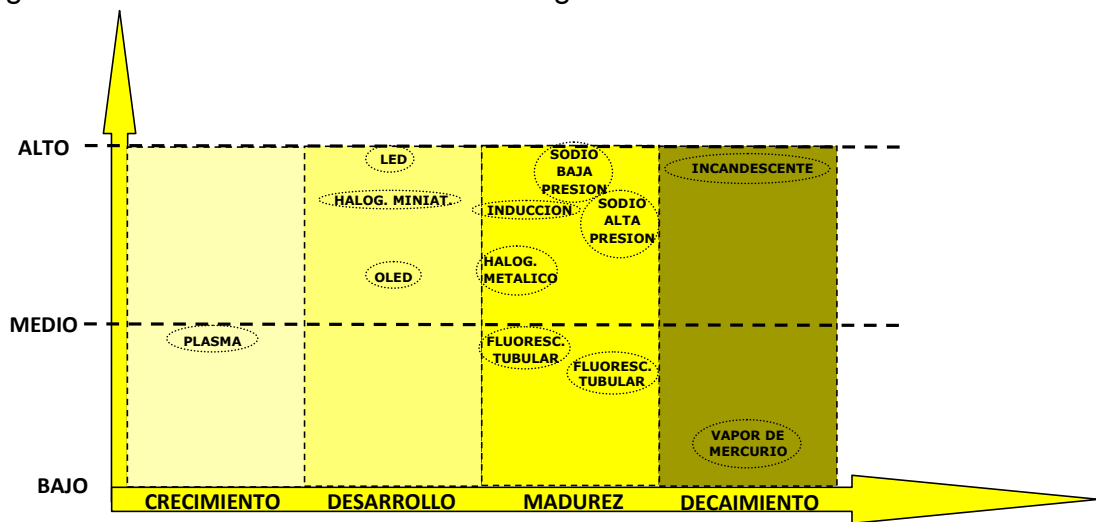 ALTO
LED
SODIO
BAJA
PRESION
INCANDESCENTE
HALOG. MINIAT.
INDUCCION
SODIO
ALTA
PRESION
HALOG.
METALICO
OLED
MEDIO
PLASMA
FLUORESC.
TUBULAR
FLUORESC.
TUBULAR
VAPOR DE
MERCURIO
BAJO
CRECIMIENTO
DESARROLLO
MADUREZ
DECAIMIENTO